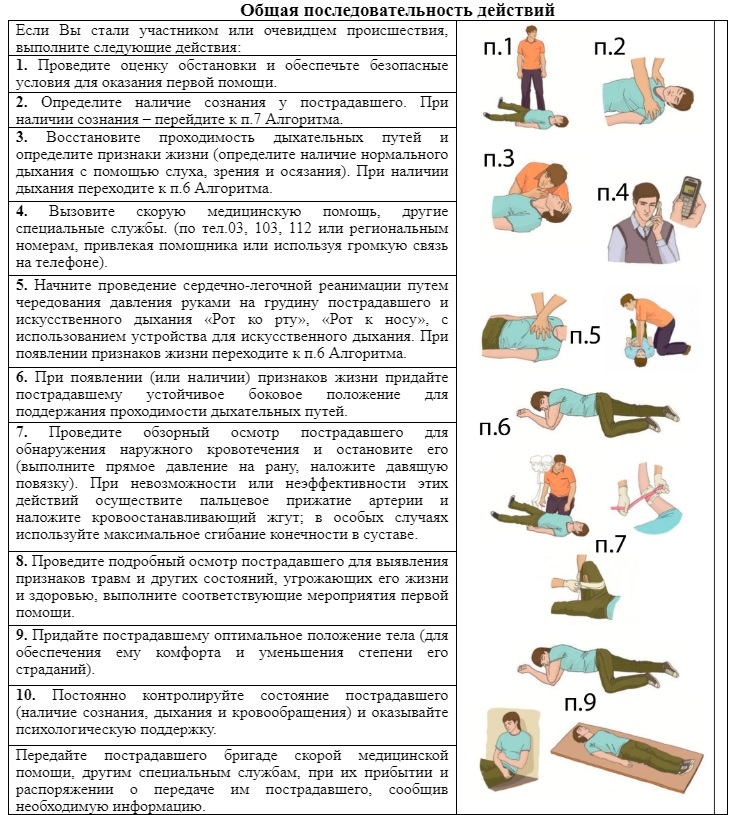 Общая последовательность действий
Если Вы стали участником или очевидцем происшествия,
выполните следующие действия:
1. Проведите оценку обстановки и обеспечьте безопасные
условия для оказания первой помощи.
2. Определите наличие сознания у пострадавшего. При
наличии сознания – перейдите к п.7 Алгоритма.
3. Восстановите проходимость дыхательных путей и
определите признаки жизни (определите наличие нормального
дыхания с помощью слуха, зрения и осязания). При наличии
дыхания переходите к п.6 Алгоритма.
4. Вызовите скорую медицинскую помощь, другие
специальные службы. (по тел.03, 103, 112 или региональным
номерам, привлекая помощника или используя громкую связь
на телефоне).
5. Начните проведение сердечно-легочной реанимации путем
чередования давления руками на грудину пострадавшего и
искусственного дыхания «Рот ко рту», «Рот к носу», с
использованием устройства для искусственного дыхания. При
появлении признаков жизни переходите к п.6 Алгоритма.
6. При появлении (или наличии) признаков жизни придайте
пострадавшему устойчивое боковое положение для
поддержания проходимости дыхательных путей.
7. Проведите обзорный осмотр пострадавшего для
обнаружения наружного кровотечения и остановите его
(выполните прямое давление на рану, наложите давящую
повязку). При невозможности или неэффективности этих
действий осуществите пальцевое прижатие артерии и
наложите кровоостанавливающий жгут; в особых случаях
используйте максимальное сгибание конечности в суставе.
8. Проведите подробный осмотр пострадавшего для выявления
признаков травм и других состояний, угрожающих его жизни
и здоровью, выполните соответствующие мероприятия первой
помощи.
9. Придайте пострадавшему оптимальное положение тела (для
обеспечения ему комфорта и уменьшения степени его
страданий).
10. Постоянно контролируйте состояние пострадавшего
(наличие сознания, дыхания и кровообращения) и оказывайте
психологическую поддержку.
Передайте пострадавшего бригаде скорой медицинской
помощи, другим специальным службам, при их прибытии и
распоряжении о передаче им пострадавшего, сообщив
необходимую информацию.
п.1
п.2
п.3
п.4
п.5
п.6
п.7
п.9